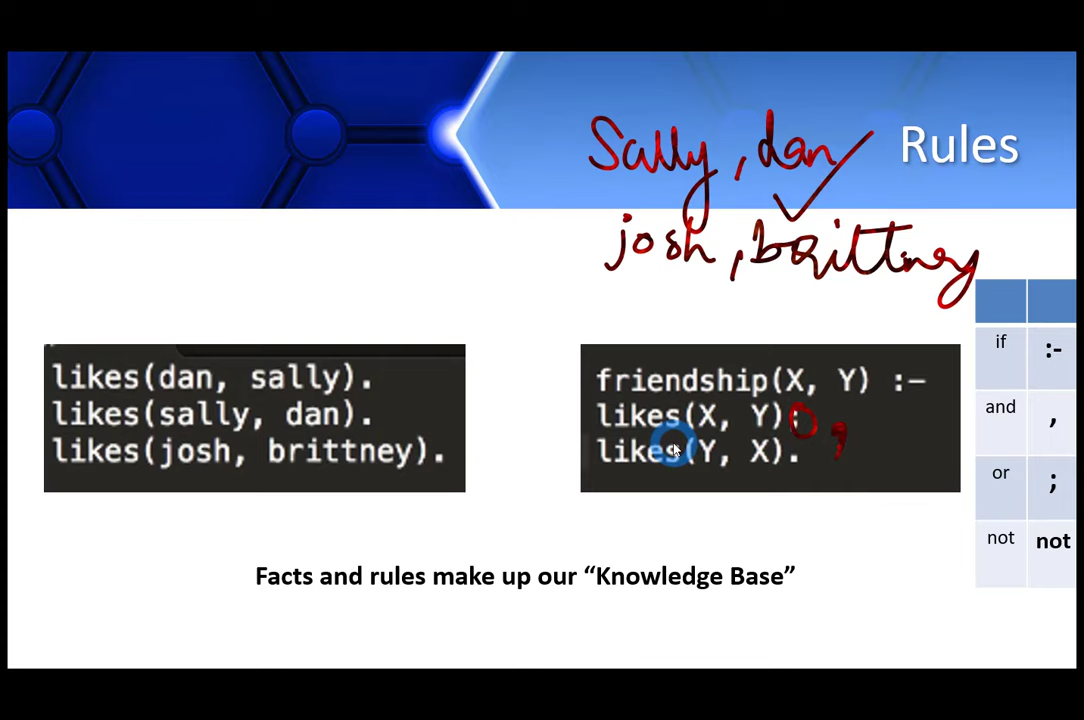 Sally, dan
Rules
josh, brittney
likes(dan, sally).
likes(sally, dan).
likes(josh, brittney).
friendship(X, Y) :-
likes(X, Y);
likes(Y, X).
,
if :-
and ,
or ;
not not
Facts and rules make up our “Knowledge Base”